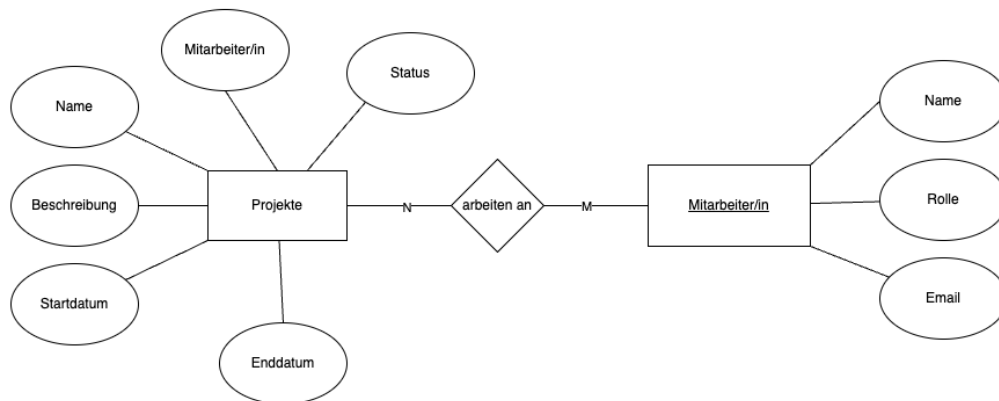 Mitarbeiter/in
Status
Name
Name
Beschreibung
Projekte
N
arbeiten an
M
Mitarbeiter/in
Rolle
Startdatum
Email
Enddatum